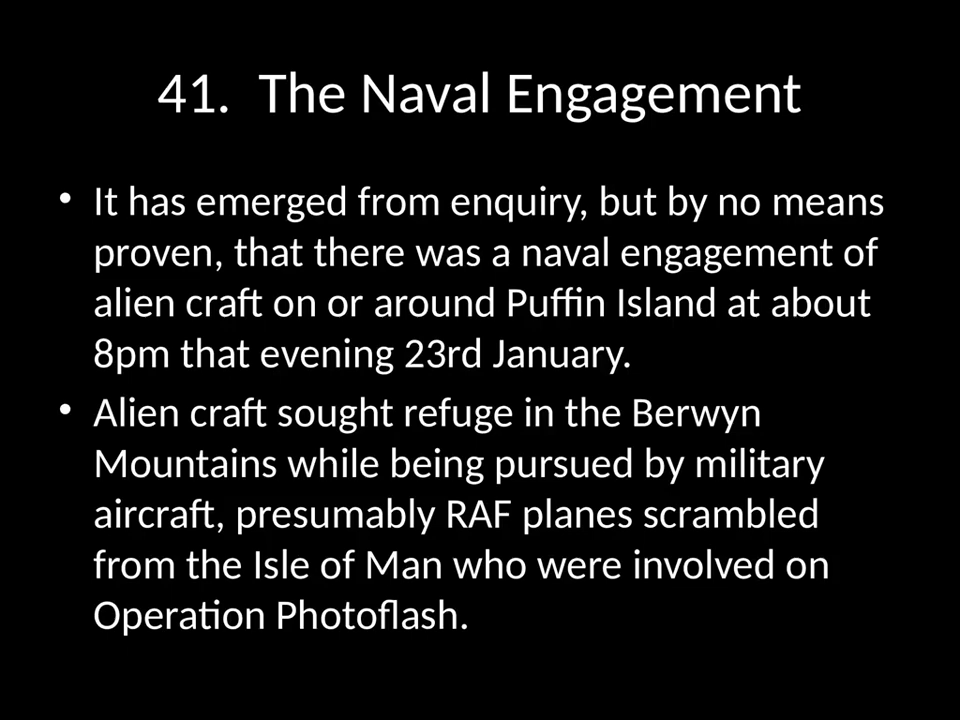 41.  The Naval Engagement
• It has emerged from enquiry, but by no means
proven, that there was a naval engagement of
alien craft on or around Puffin Island at about
8pm that evening 23rd January.
• Alien craft sought refuge in the Berwyn
Mountains while being pursued by military
aircraft, presumably RAF planes scrambled
from the Isle of Man who were involved on
Operation Photoflash.